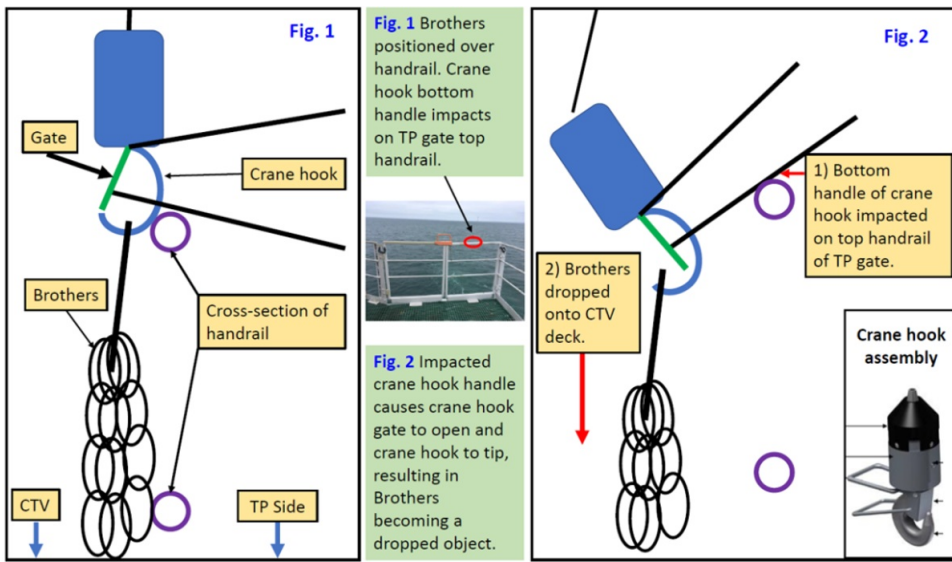 Fig. 1
Gate
Crane hook
Brothers
Cross-section of
handrail
CTV
TP Side
Fig. 1 Brothers
positioned over
handrail. Crane
hook bottom
handle impacts
on TP gate top
handrail.
Fig. 2 Impacted
crane hook handle
causes crane hook
gate to open and
crane hook to tip,
resulting in
Brothers
becoming a
dropped object.
Fig. 2
1) Bottom
handle of crane
hook impacted
on top handrail
of TP gate.
2) Brothers
dropped
onto CTV
deck.
Crane hook
assembly